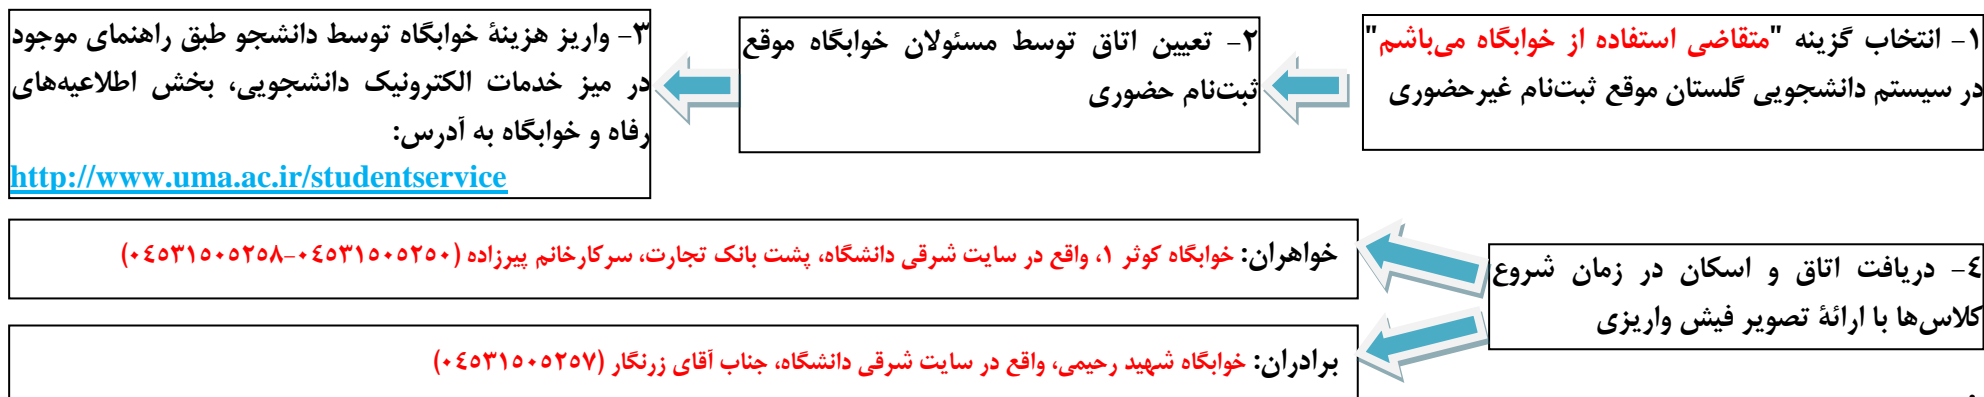 ۱- انتخاب گزینه "متقاضی استفاده از خوابگاه می‌باشم"
در سیستم دانشجویی گلستان موقع ثبت‌نام غیرحضوری
۲- تعیین اتاق توسط مسئولان خوابگاه موقع
ثبت‌نام حضوری
۳- واریز هزینهٔ خوابگاه توسط دانشجو طبق راهنمای موجود
در میز خدمات الکترونیک دانشجویی، بخش اطلاعیه‌های
رفاه و خوابگاه به آدرس:
http://www.uma.ac.ir/studentservice
٤- دریافت اتاق و اسکان در زمان شروع
کلاس‌ها با ارائهٔ تصویر فیش واریزی
خواهران: خوابگاه کوثر ۱، واقع در سایت شرقی دانشگاه، پشت بانک تجارت، سرکارخانم پیرزاده (۰٤٥۳۱٥۰٥۲٥۰-۰٤٥۳۱٥۰٥۲٥۸)
برادران: خوابگاه شهید رحیمی، واقع در سایت شرقی دانشگاه، جناب آقای زرنگار (۰٤٥۳۱٥۰٥۲٥۷)